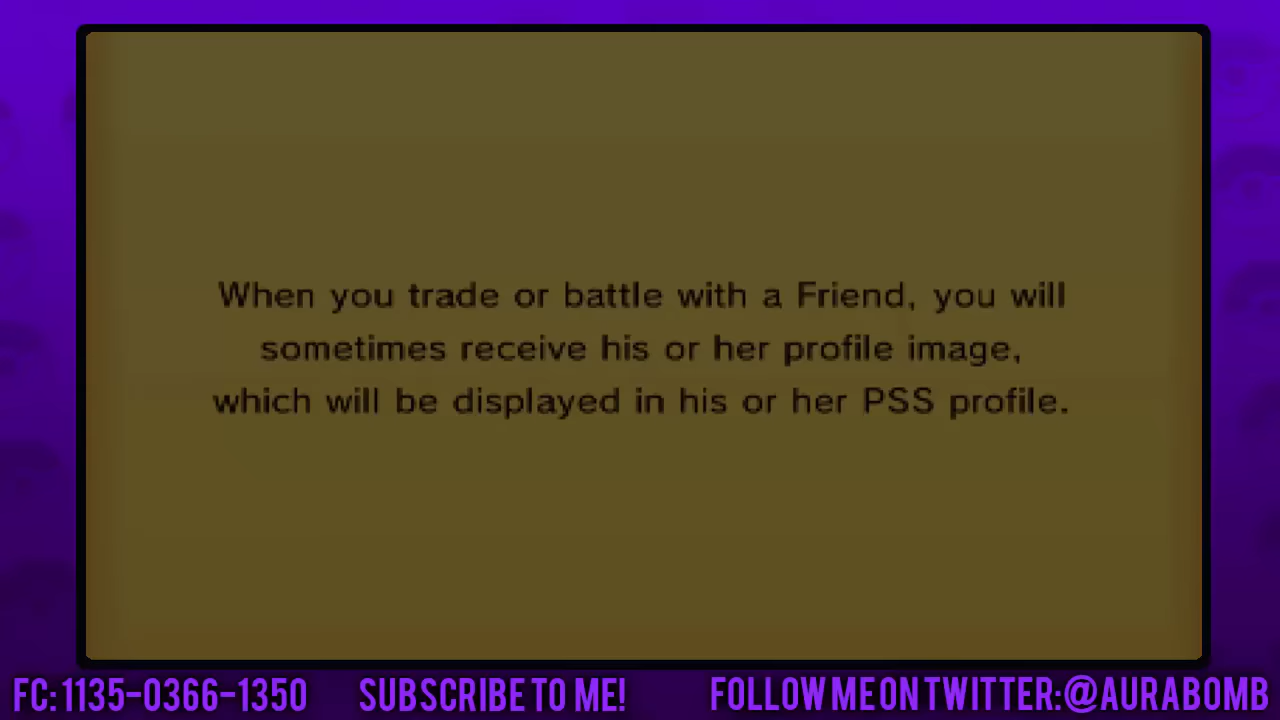 When you trade or battle with a Friend, you will
sometimes receive his or her profile image,
which will be displayed in his or her PSS profile.
FC: 1135-0366-1350 SUBSCRIBE TO ME! FOLLOW ME ON TWITTER:@AURABOMB